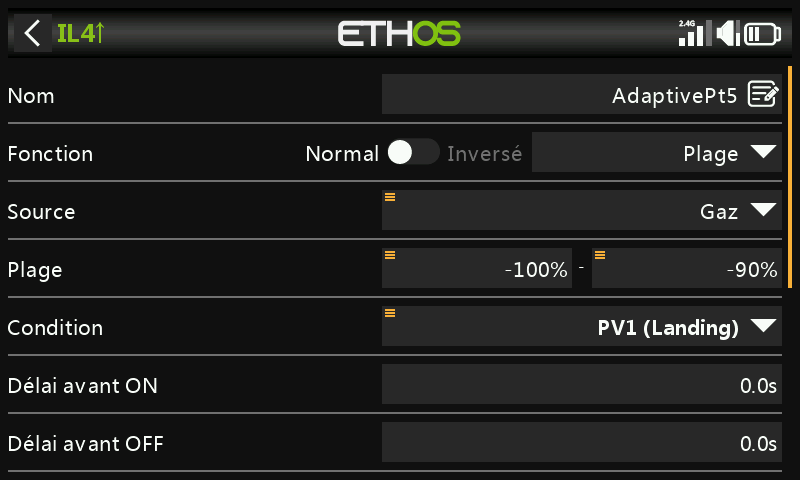 IL4↑ ETHOS 2.4G
Nom AdaptivePt5
Fonction Normal Inversé Plage
Source Gaz
Plage -100% - -90%
Condition PV1 (Landing)
Délai avant ON 0.0s
Délai avant OFF 0.0s